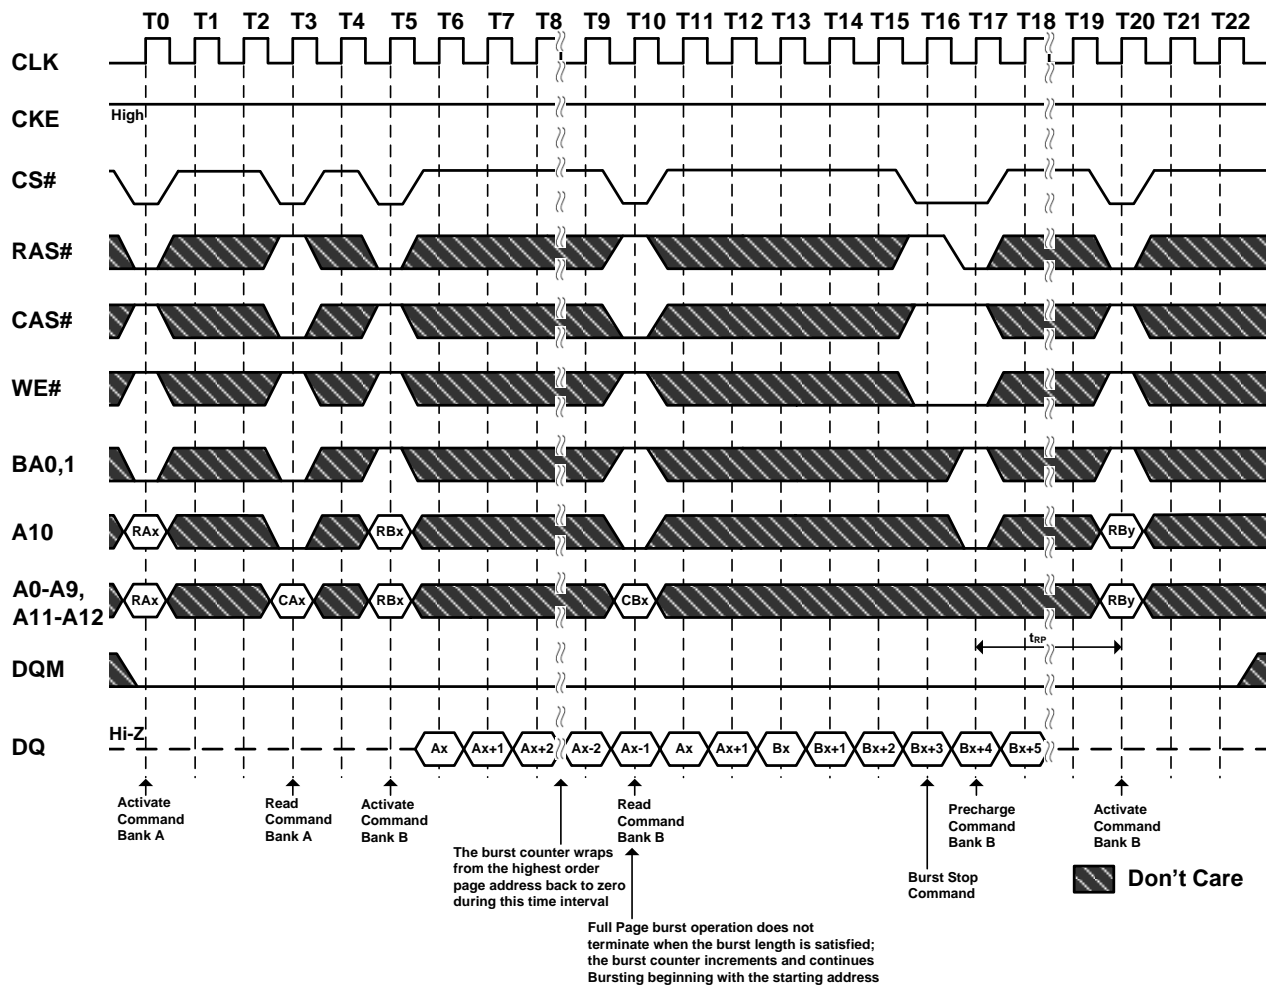 T0 T1 T2 T3 T4 T5 T6 T7 T8 T9 T10 T11 T12 T13 T14 T15 T16 T17 T18 T19 T20 T21 T22
CLK
CKE
High
CS#
RAS#
CAS#
WE#
BA0,1
A10
RAx RBx RBy
A0-A9,
A11-A12
RAx CAx RBx CBx RBy
tRP
DQM
DQ
Hi-Z
Ax Ax+1 Ax+2 Ax-2 Ax-1 Ax Ax+1 Bx Bx+1 Bx+2 Bx+3 Bx+4 Bx+5
Activate
Command
Bank A
Read
Command
Bank A
Activate
Command
Bank B
The burst counter wraps
from the highest order
page address back to zero
during this time interval
Read
Command
Bank B
Full Page burst operation does not
terminate when the burst length is satisfied;
the burst counter increments and continues
Bursting beginning with the starting address
Burst Stop
Command
Precharge
Command
Bank B
Activate
Command
Bank B
Don't Care